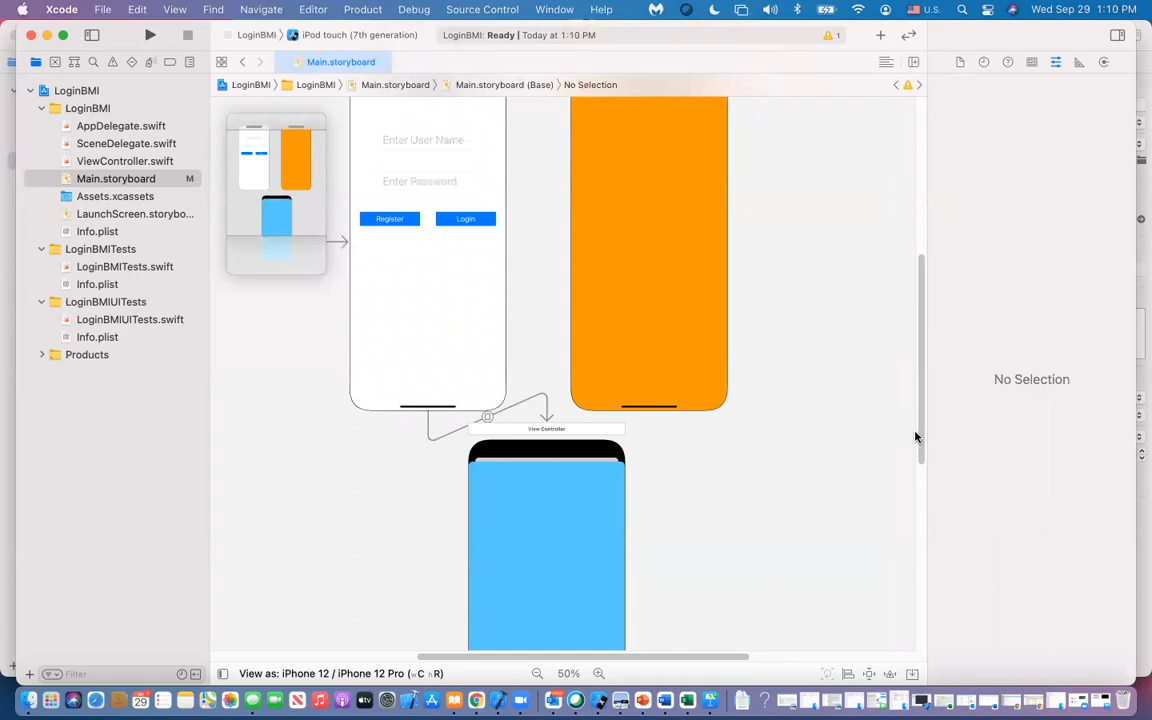 Xcode File Edit View Find Navigate Editor Product Debug Source Control Window Help U.S. Wed Sep 29 1:10 PM
LoginBMI iPod touch (7th generation) LoginBMI: Ready | Today at 1:10 PM 1
Main.storyboard
LoginBMI LoginBMI Main.storyboard Main.storyboard (Base) No Selection
LoginBMI
LoginBMI
AppDelegate.swift
SceneDelegate.swift
ViewController.swift
Main.storyboard M
Assets.xcassets
LaunchScreen.storybo...
Info.plist
LoginBMITests
LoginBMITests.swift
Info.plist
LoginBMIUITests
LoginBMIUITests.swift
Info.plist
Products
Enter User Name
Enter Password
Register Login
View Controller
No Selection
Filter
View as: iPhone 12 / iPhone 12 Pro (wC hR) 50%